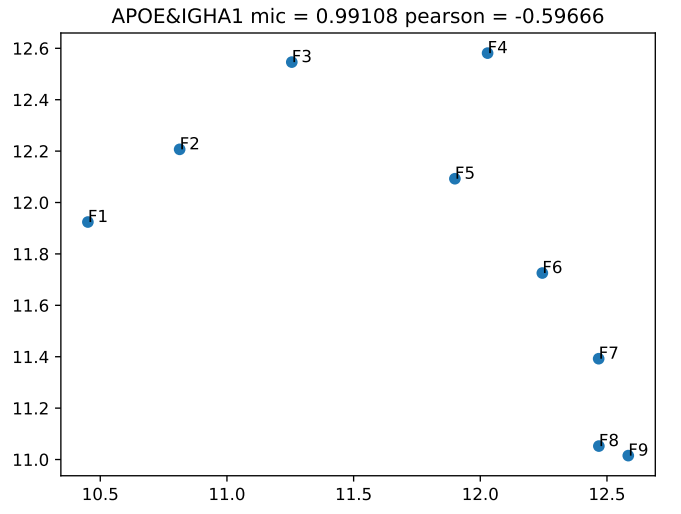 APOE&IGHA1 mic = 0.99108 pearson = -0.59666
12.6
12.4
12.2
12.0
11.8
11.6
11.4
11.2
11.0
F1
F2
F3
F4
F5
F6
F7
F8
F9
10.5 11.0 11.5 12.0 12.5